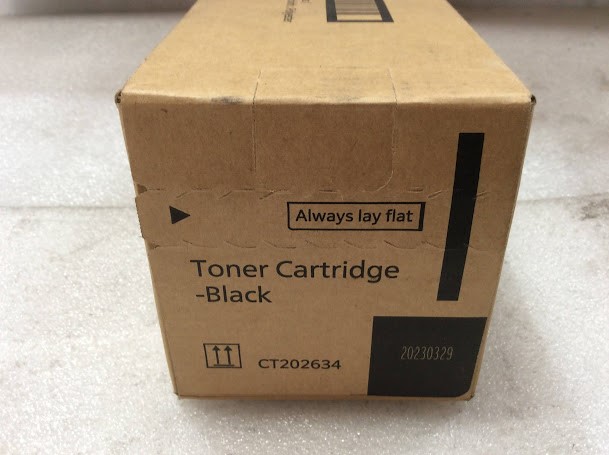 Always lay flat
Toner Cartridge
-Black
CT202634
20230329